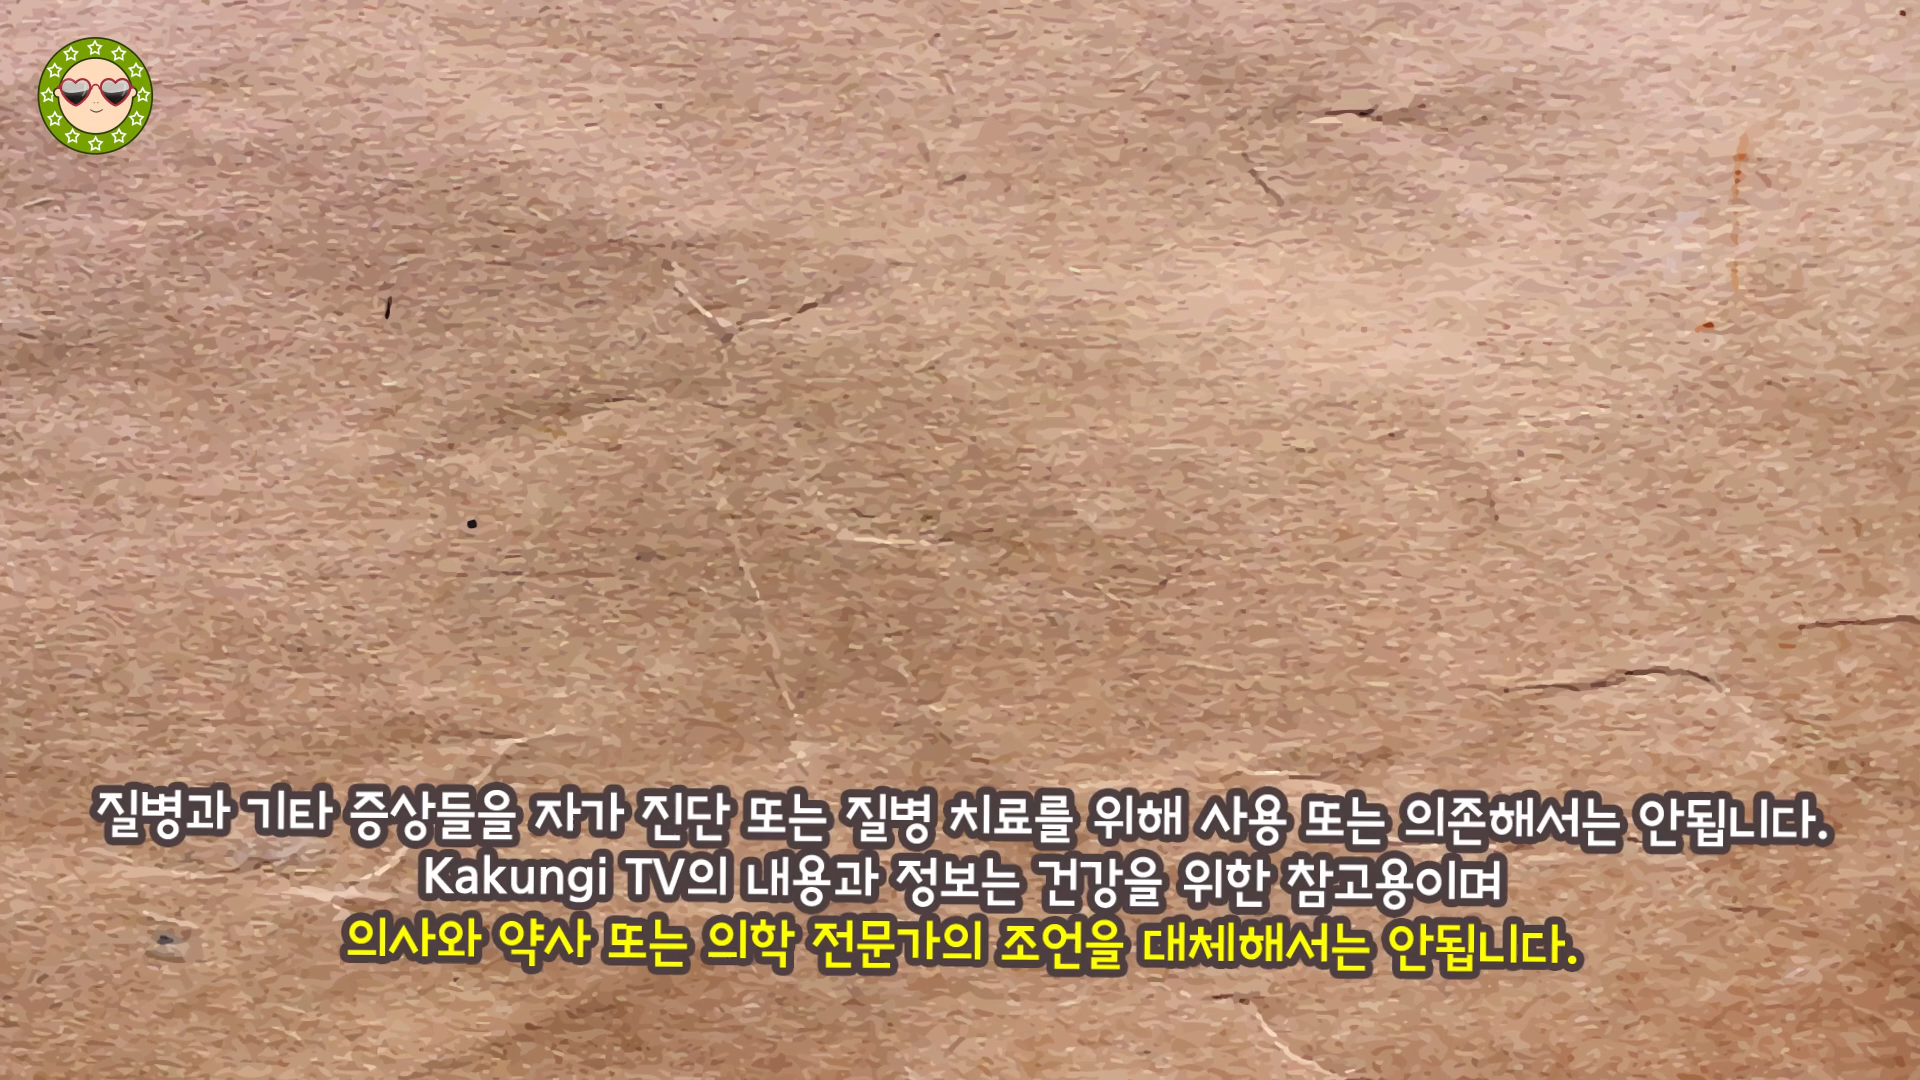 질병과 기타 증상들을 자가 진단 또는 질병 치료를 위해 사용 또는 의존해서는 안됩니다.
Kakungi TV의 내용과 정보는 건강을 위한 참고용이며
의사와 약사 또는 의학 전문가의 조언을 대체해서는 안됩니다.